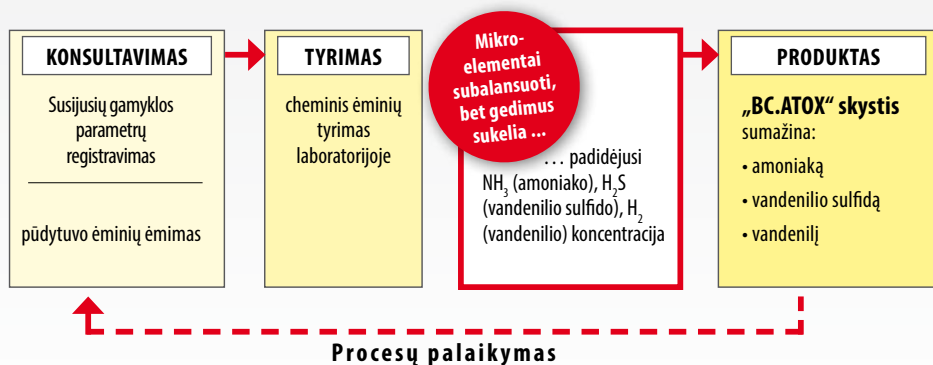 KONSULTAVIMAS
Susijusių gamyklos
parametrų
registravimas
pūdytuvo ėminių ėmimas
TYRIMAS
cheminis ėminių
tyrimas
laboratorijoje
Mikro-
elementai
subalansuoti,
bet gedimus
sukelia ...
... padidėjusi
NH₃ (amoniako), H₂S
(vandenilio sulfido), H₂
(vandenilio) koncentracija
PRODUKTAS
„BC.ATOX“ skystis
sumažina:
• amoniaką
• vandenilio sulfidą
• vandenilį
Procesų palaikymas